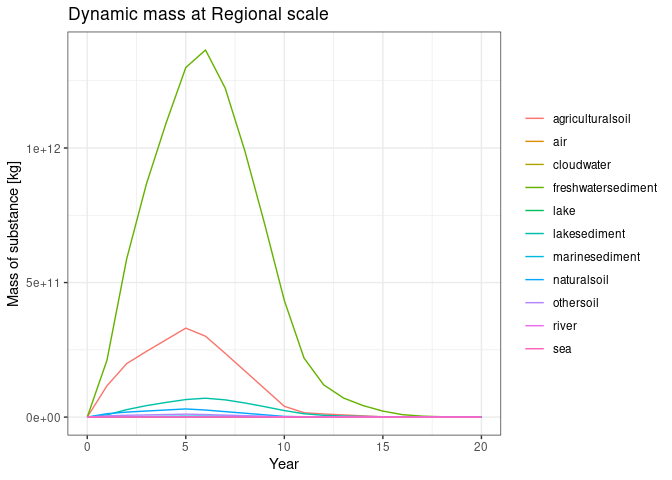 Dynamic mass at Regional scale
1e+12
5e+11
0e+00
Mass of substance [kg]
0 5 10 15 20
Year
agriculturalsoil
air
cloudwater
freshwatersediment
lake
lakesediment
marinesediment
naturalsoil
othersoil
river
sea